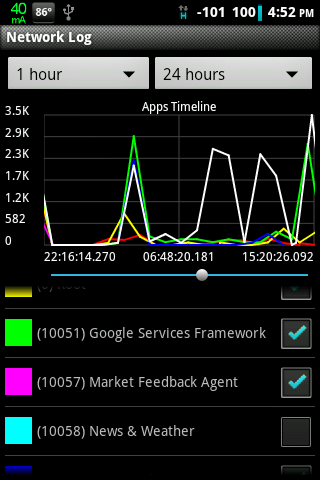 40 mA 86° H -101 100 4:52 PM
Network Log
1 hour 24 hours
Apps Timeline
3.5K
2.9K
2.3K
1.7K
1.2K
582
0
22:16:14.270 06:48:20.181 15:20:26.092
(0) Root
(10051) Google Services Framework
(10057) Market Feedback Agent
(10058) News & Weather